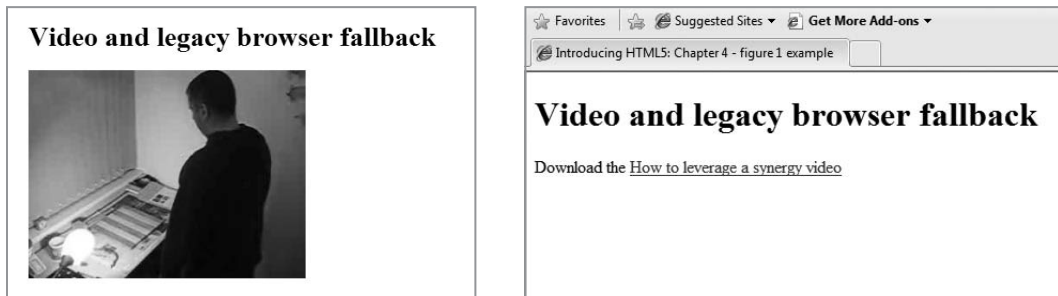 Video and legacy browser fallback
Favorites Suggested Sites ▾ Get More Add-ons ▾
Introducing HTML5: Chapter 4 - figure 1 example
Video and legacy browser fallback
Download the How to leverage a synergy video